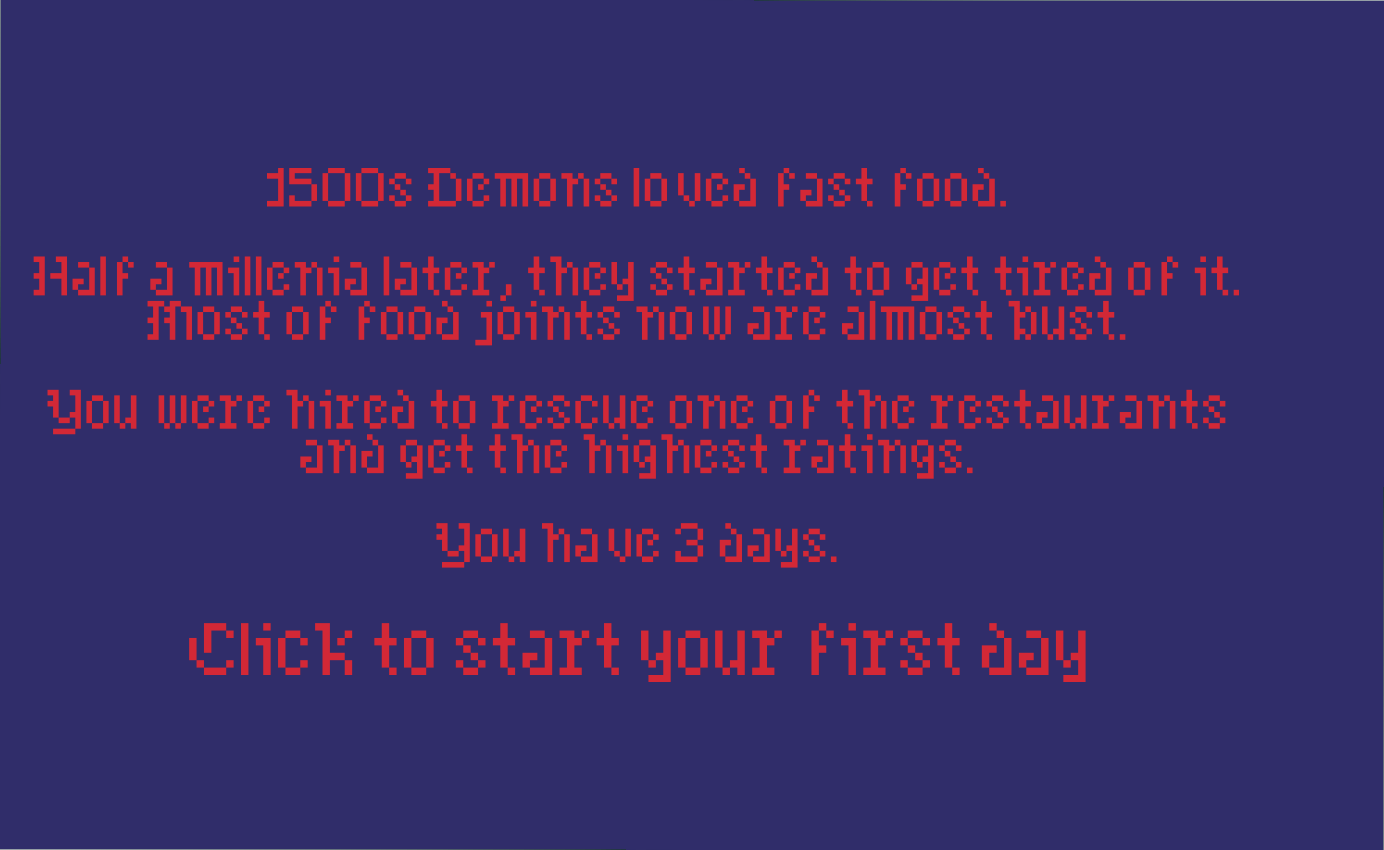 1500s Demons loved fast food.
Half a millenia later, they started to get tired of it.
Most of food joints now are almost bust.
You were hired to rescue one of the restaurants
and get the highest ratings.
You have 3 days.
Click to start your first day